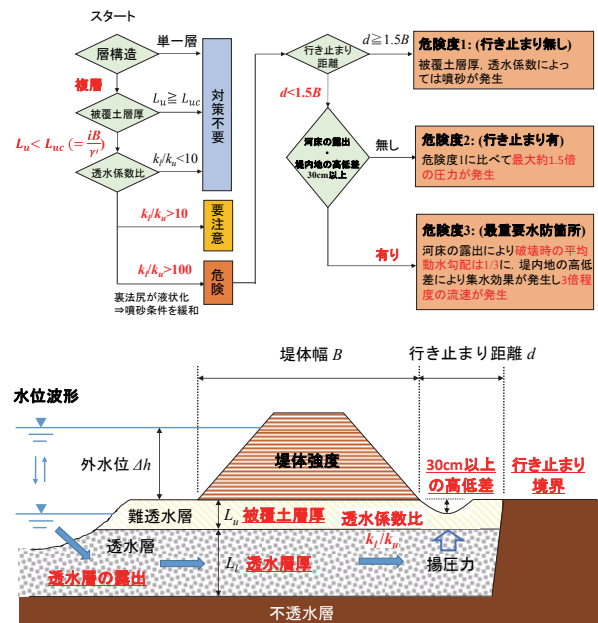 スタート
層構造
単一層
複層
被覆土層厚
Lu≧Luc
Lu<Luc (=iB/γ')
透水係数比
kl/ku<10
対策不要
kl/ku>10
要注意
kl/ku>100
危険
裏法尻が液状化
⇒噴砂条件を緩和
行き止まり
距離
d≧1.5B
d<1.5B
河床の露出
・
堤内地の高低差
30cm以上
無し
有り
危険度1: (行き止まり無し)
被覆土層厚, 透水係数によっ
ては噴砂が発生
危険度2: (行き止まり有)
危険度1に比べて最大約1.5倍
の圧力が発生
危険度3: (最重要水防箇所)
河床の露出により破壊時の平均
動水勾配は1/3に. 堤内地の高低
差により集水効果が発生し3倍程
度の流速が発生
堤体幅 B
行き止まり距離 d
水位波形
外水位 Δh
堤体強度
30cm以上
の高低差
行き止まり
境界
難透水層
Lu 被覆土層厚
透水係数比
kl/ku
透水層
Ll 透水層厚
揚圧力
透水層の露出
不透水層